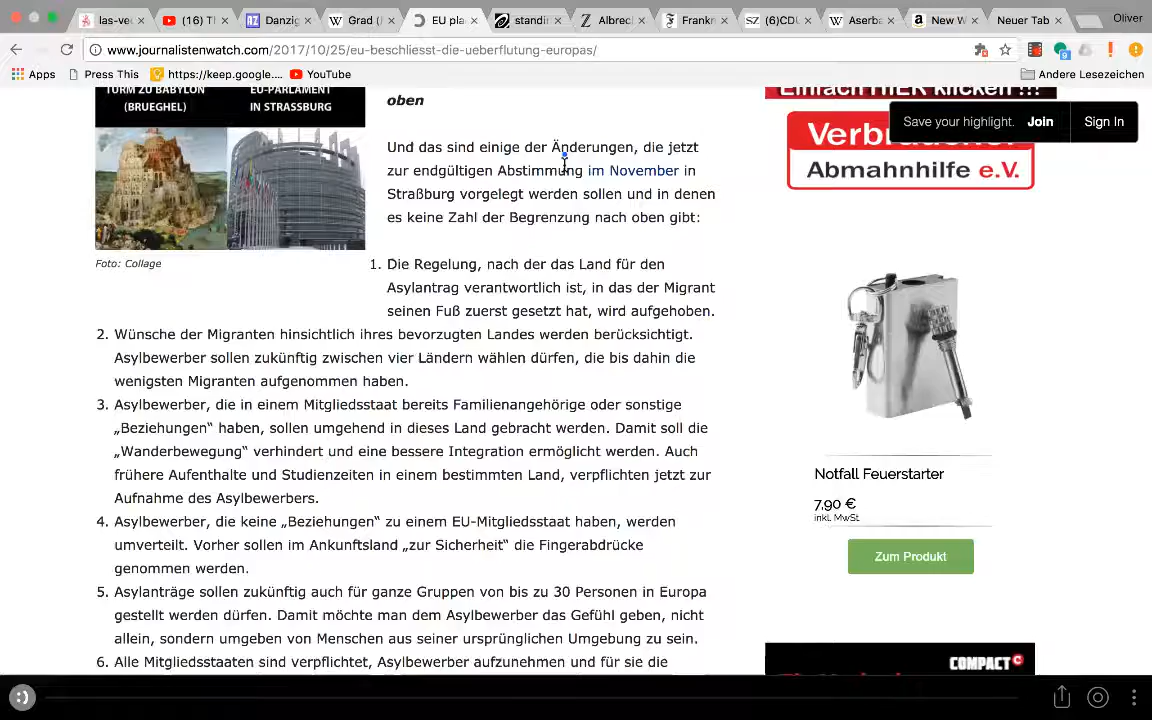 las-vec
(16) T
Danzig
Grad (
EU pla
standi
Albrec
Frankr
(6)CDU
Aserba
New W
Neuer Tab
Oliver
www.journalistenwatch.com/2017/10/25/eu-beschliesst-die-ueberflutung-europas/
Apps
Press This
https://keep.google....
YouTube
Andere Lesezeichen
TURM ZU BABYLON
(BRUEGHEL)
EU-PARLAMENT
IN STRASSBURG
Foto: Collage
oben
Und das sind einige der Änderungen, die jetzt
zur endgültigen Abstimmung im November in
Straßburg vorgelegt werden sollen und in denen
es keine Zahl der Begrenzung nach oben gibt:
1. Die Regelung, nach der das Land für den
Asylantrag verantwortlich ist, in das der Migrant
seinen Fuß zuerst gesetzt hat, wird aufgehoben.
2. Wünsche der Migranten hinsichtlich ihres bevorzugten Landes werden berücksichtigt.
Asylbewerber sollen zukünftig zwischen vier Ländern wählen dürfen, die bis dahin die
wenigsten Migranten aufgenommen haben.
3. Asylbewerber, die in einem Mitgliedsstaat bereits Familienangehörige oder sonstige
„Beziehungen“ haben, sollen umgehend in dieses Land gebracht werden. Damit soll die
„Wanderbewegung“ verhindert und eine bessere Integration ermöglicht werden. Auch
frühere Aufenthalte und Studienzeiten in einem bestimmten Land, verpflichten jetzt zur
Aufnahme des Asylbewerbers.
4. Asylbewerber, die keine „Beziehungen“ zu einem EU-Mitgliedsstaat haben, werden
umverteilt. Vorher sollen im Ankunftsland „zur Sicherheit“ die Fingerabdrücke
genommen werden.
5. Asylanträge sollen zukünftig auch für ganze Gruppen von bis zu 30 Personen in Europa
gestellt werden dürfen. Damit möchte man dem Asylbewerber das Gefühl geben, nicht
allein, sondern umgeben von Menschen aus seiner ursprünglichen Umgebung zu sein.
6. Alle Mitgliedsstaaten sind verpflichtet, Asylbewerber aufzunehmen und für sie die
Einfach HIER klicken !!!
Save your highlight. Join Sign In
Abmahnhilfe e.V.
Notfall Feuerstarter
7,90 €
inkl. MwSt
Zum Produkt
COMPACT